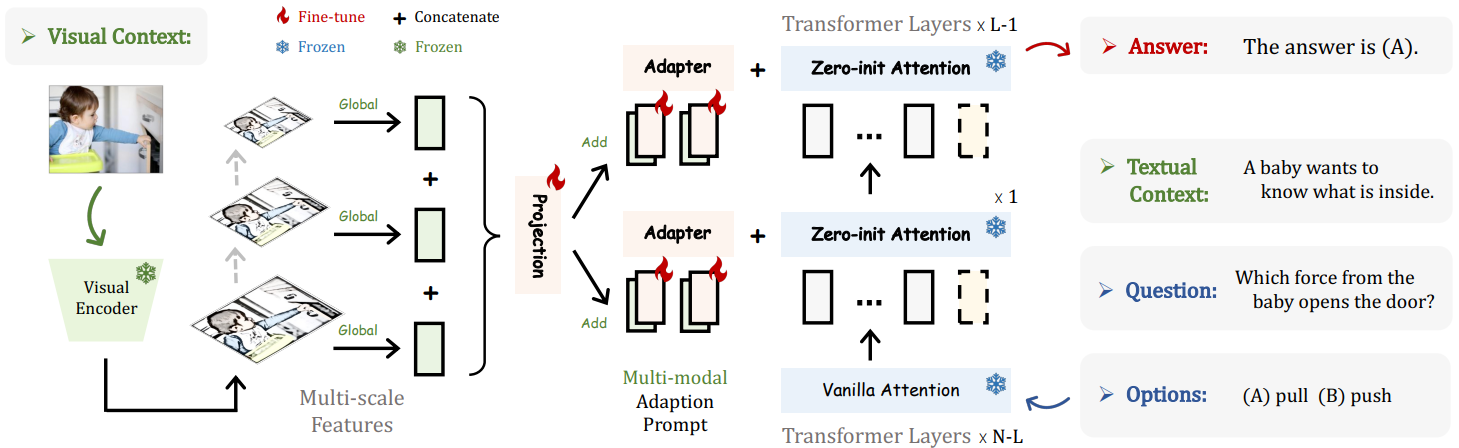 Visual Context:
Fine-tune
Concatenate
Frozen
Frozen
Visual
Encoder
Global
Global
Global
Multi-scale
Features
Projection
Add
Add
Adapter
Adapter
Multi-modal
Adaption
Prompt
Transformer Layers x L-1
Zero-init Attention
...
x 1
Zero-init Attention
...
Vanilla Attention
Transformer Layers x N-L
Answer: The answer is (A).
Textual
Context:
A baby wants to
know what is inside.
Question:
Which force from the
baby opens the door?
Options: (A) pull (B) push